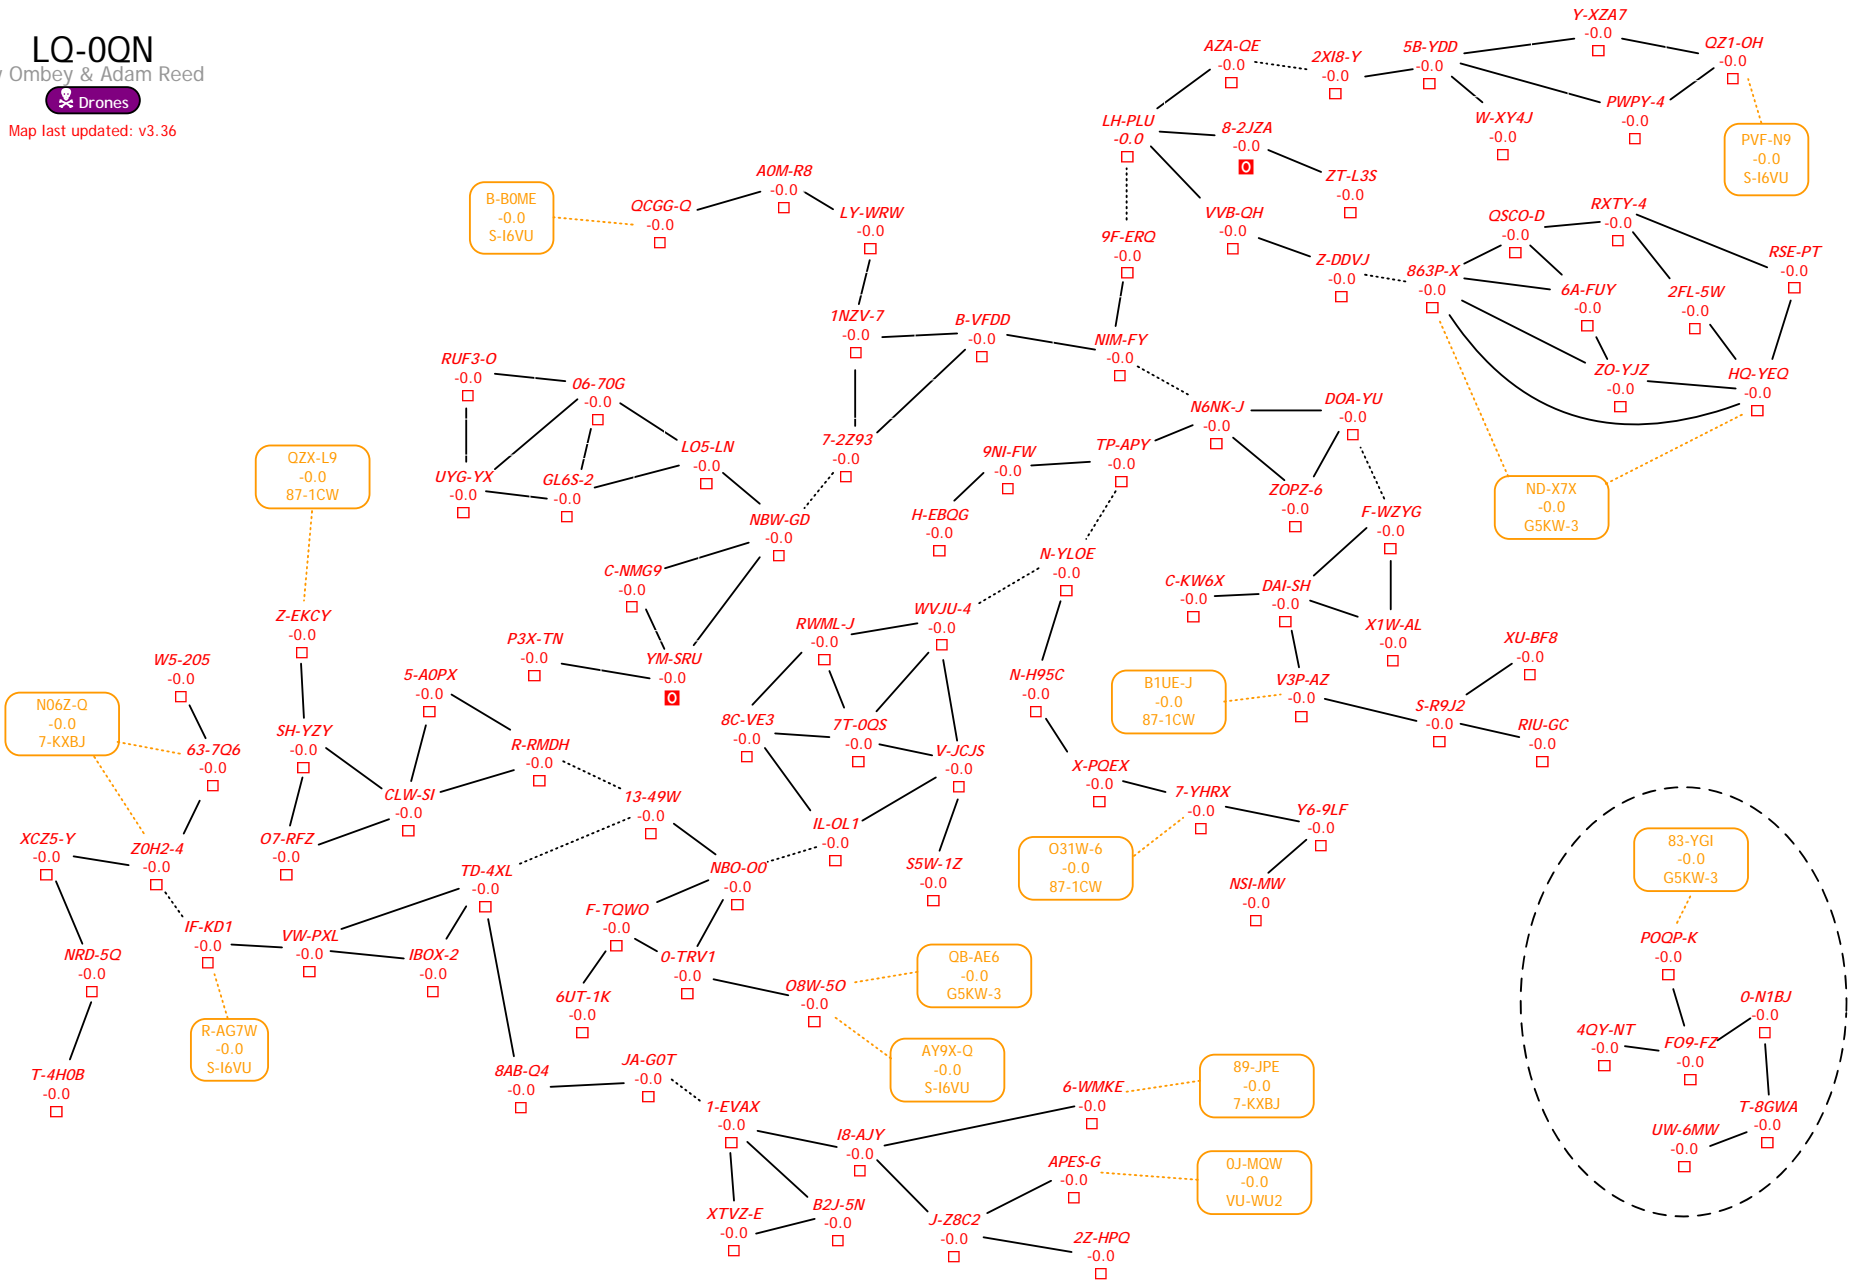 LQ-0QN
y Ombey & Adam Reed
Drones
Map last updated: v3.36
Y-XZA7
-0.0
QZ1-OH
-0.0
AZA-QE
-0.0
2XI8-Y
-0.0
5B-YDD
-0.0
PWPY-4
-0.0
W-XY4J
-0.0
PVF-N9
-0.0
S-I6VU
LH-PLU
-0.0
8-2JZA
-0.0
0
ZT-L3S
-0.0
A0M-R8
-0.0
B-B0ME
-0.0
S-I6VU
QCGG-Q
-0.0
LY-WRW
-0.0
VVB-QH
-0.0
9F-ERQ
-0.0
Z-DDVJ
-0.0
QSCO-D
-0.0
RXTY-4
-0.0
RSE-PT
-0.0
863P-X
-0.0
6A-FUY
-0.0
2FL-5W
-0.0
1NZV-7
-0.0
B-VFDD
-0.0
NIM-FY
-0.0
ZO-YJZ
-0.0
HQ-YEQ
-0.0
RUF3-O
-0.0
06-70G
-0.0
N6NK-J
-0.0
DOA-YU
-0.0
LO5-LN
-0.0
7-2Z93
-0.0
9NI-FW
-0.0
TP-APY
-0.0
QZX-L9
-0.0
87-1CW
UYG-YX
-0.0
GL6S-2
-0.0
ZOPZ-6
-0.0
ND-X7X
-0.0
G5KW-3
NBW-GD
-0.0
H-EBQG
-0.0
F-WZYG
-0.0
N-YLOE
-0.0
C-NMG9
-0.0
C-KW6X
-0.0
DAI-SH
-0.0
Z-EKCY
-0.0
RWML-J
-0.0
WVJU-4
-0.0
X1W-AL
-0.0
P3X-TN
-0.0
YM-SRU
-0.0
0
XU-BF8
-0.0
W5-205
-0.0
5-A0PX
-0.0
N-H95C
-0.0
B1UE-J
-0.0
87-1CW
V3P-AZ
-0.0
S-R9J2
-0.0
RIU-GC
-0.0
N06Z-Q
-0.0
7-KXBJ
63-7Q6
-0.0
SH-YZY
-0.0
R-RMDH
-0.0
8C-VE3
-0.0
7T-0QS
-0.0
V-JCJS
-0.0
X-PQEX
-0.0
CLW-SI
-0.0
13-49W
-0.0
7-YHRX
-0.0
Y6-9LF
-0.0
XCZ5-Y
-0.0
Z0H2-4
-0.0
O7-RFZ
-0.0
IL-OL1
-0.0
O31W-6
-0.0
87-1CW
83-YGI
-0.0
G5KW-3
TD-4XL
-0.0
NBO-O0
-0.0
S5W-1Z
-0.0
NSI-MW
-0.0
F-TQWO
-0.0
IF-KD1
-0.0
VW-PXL
-0.0
IBOX-2
-0.0
0-TRV1
-0.0
NRD-5Q
-0.0
QB-AE6
-0.0
G5KW-3
POQP-K
-0.0
6UT-1K
-0.0
O8W-5O
-0.0
0-N1BJ
-0.0
R-AG7W
-0.0
S-I6VU
4QY-NT
-0.0
FO9-FZ
-0.0
AY9X-Q
-0.0
S-I6VU
T-4H0B
-0.0
8AB-Q4
-0.0
JA-G0T
-0.0
89-JPE
-0.0
7-KXBJ
6-WMKE
-0.0
1-EVAX
-0.0
T-8GWA
-0.0
UW-6MW
-0.0
I8-AJY
-0.0
APES-G
-0.0
0J-MQW
-0.0
VU-WU2
XTVZ-E
-0.0
B2J-5N
-0.0
J-Z8C2
-0.0
2Z-HPQ
-0.0